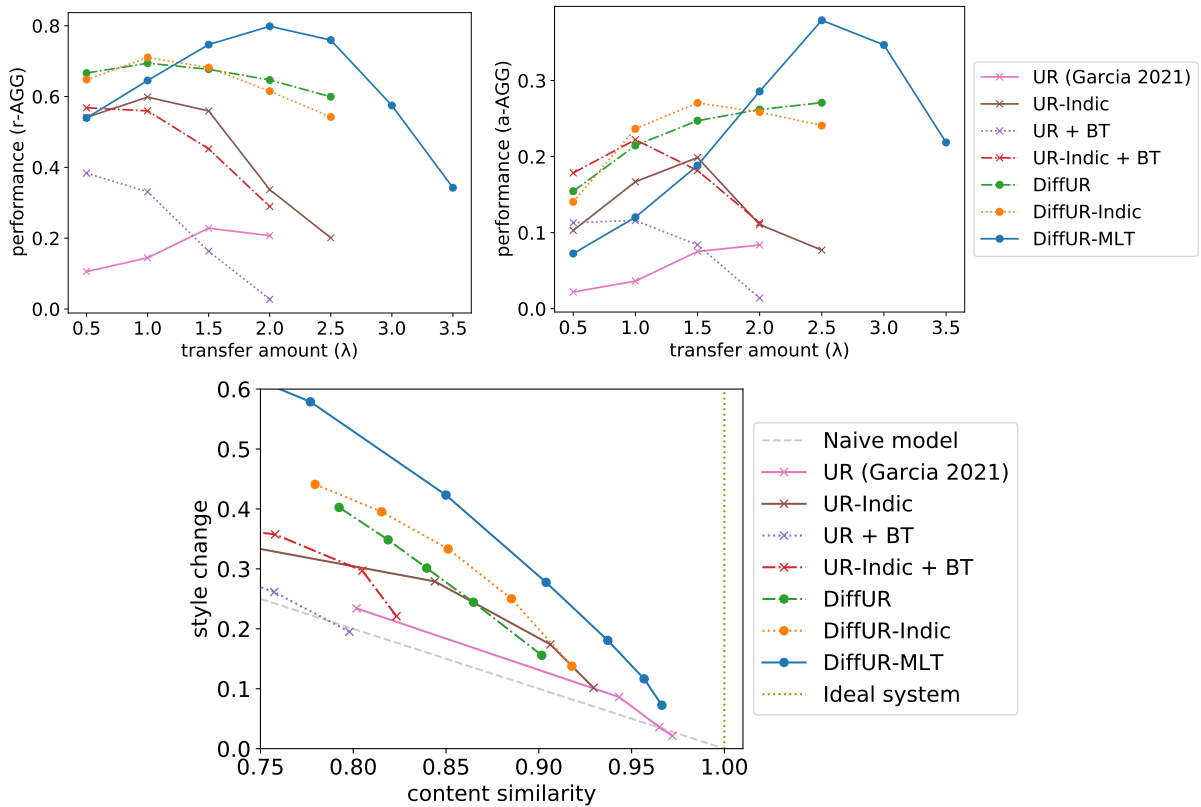 performance (r-AGG)
0.8
0.6
0.4
0.2
0.0
0.5 1.0 1.5 2.0 2.5 3.0 3.5
transfer amount (λ)
performance (a-AGG)
0.3
0.2
0.1
0.0
0.5 1.0 1.5 2.0 2.5 3.0 3.5
transfer amount (λ)
UR (Garcia 2021)
UR-Indic
UR + BT
UR-Indic + BT
DiffUR
DiffUR-Indic
DiffUR-MLT
style change
0.6
0.5
0.4
0.3
0.2
0.1
0.0
0.75 0.80 0.85 0.90 0.95 1.00
content similarity
Naive model
UR (Garcia 2021)
UR-Indic
UR + BT
UR-Indic + BT
DiffUR
DiffUR-Indic
DiffUR-MLT
Ideal system